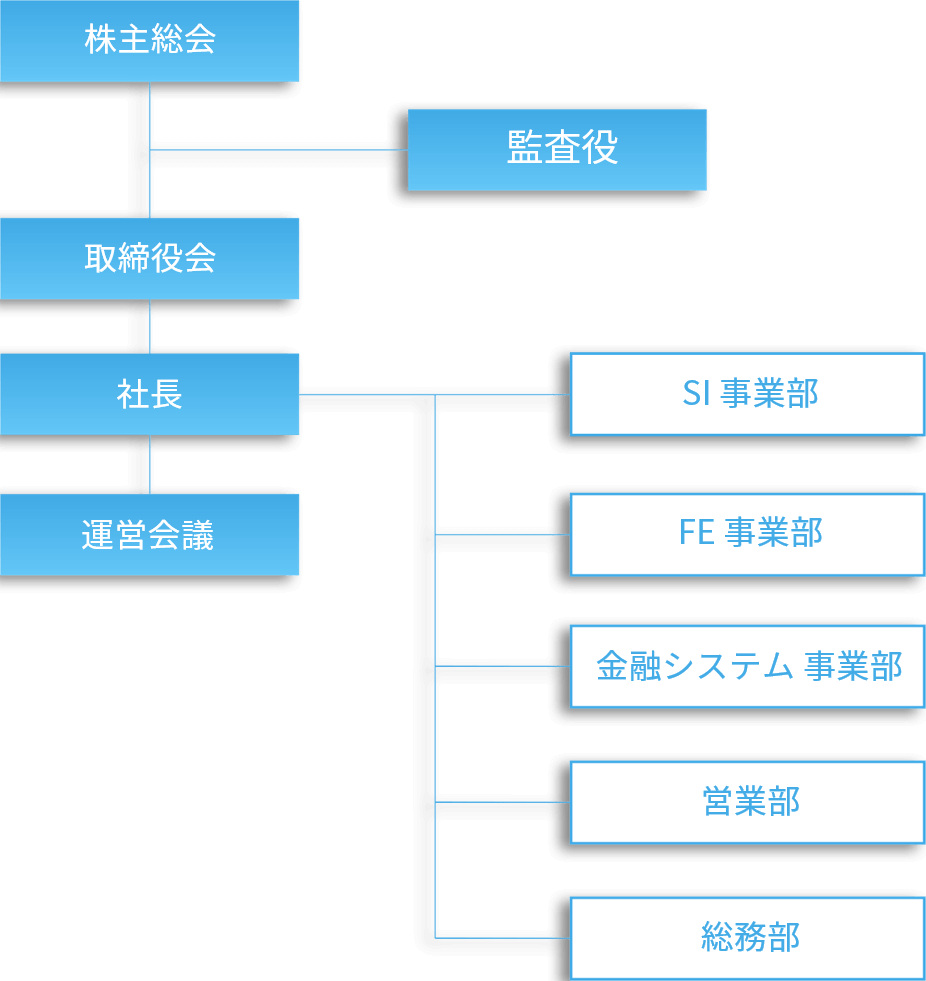 株主総会
監査役
取締役会
社長
運営会議
SI 事業部
FE 事業部
金融システム 事業部
営業部
総務部